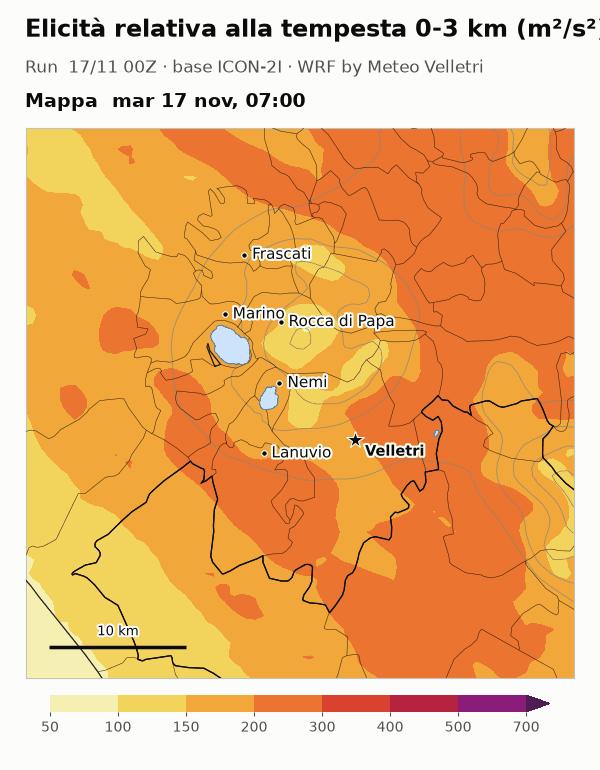 Elicità relativa alla tempesta 0-3 km (m²/s²)
Run  17/11 00Z · base ICON-2I · WRF by Meteo Velletri
Mappa  mar 17 nov, 07:00
Frascati
Marino
Rocca di Papa
Nemi
Velletri
Lanuvio
10 km
50 100 150 200 300 400 500 700